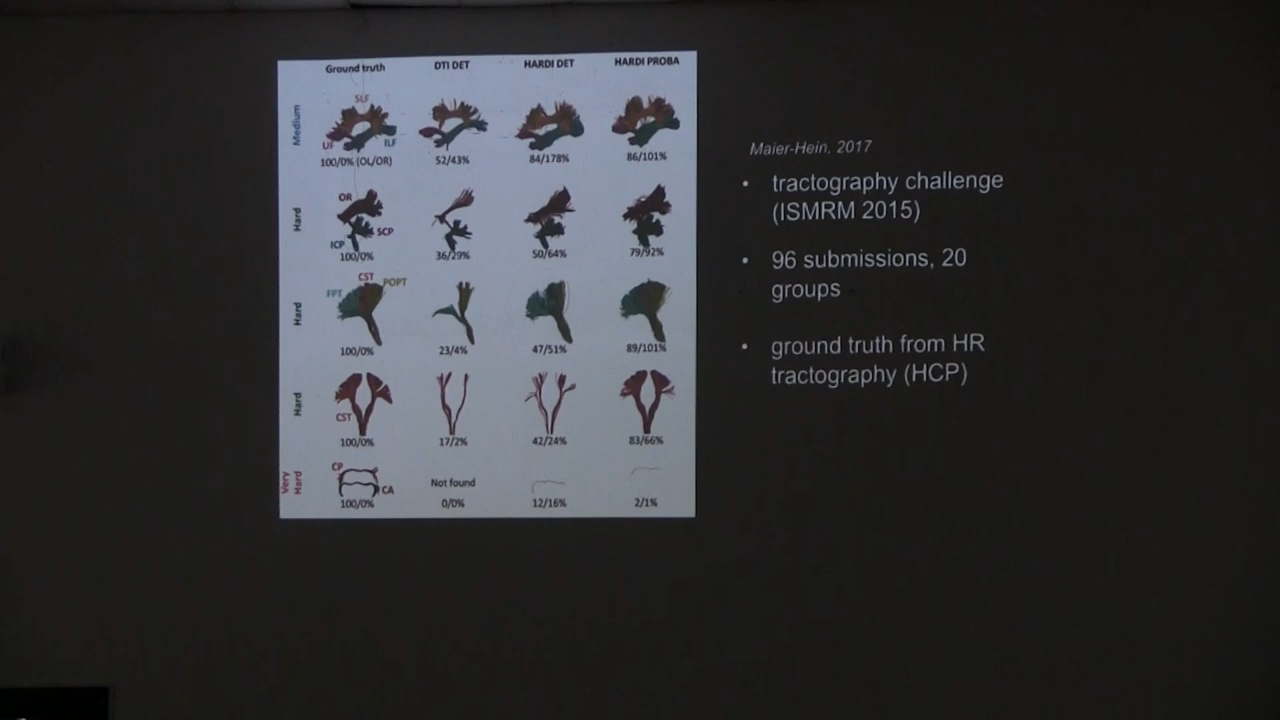 Ground truth DTI DET HARDI DET HARDI PROBA
Medium
SLF
UF ILF
100/0% (OL/OR) 52/43% 84/178% 86/101%
Hard
OR
SCP
ICP
100/0% 36/29% 50/64% 79/92%
Hard
CST POPT
FPT
100/0% 23/4% 47/51% 89/101%
Hard
CST
100/0% 17/2% 42/24% 83/66%
Very
Hard
CP
CA
Not found
100/0% 0/0% 12/16% 2/1%
Maier-Hein, 2017
• tractography challenge
(ISMRM 2015)
• 96 submissions, 20
groups
• ground truth from HR
tractography (HCP)